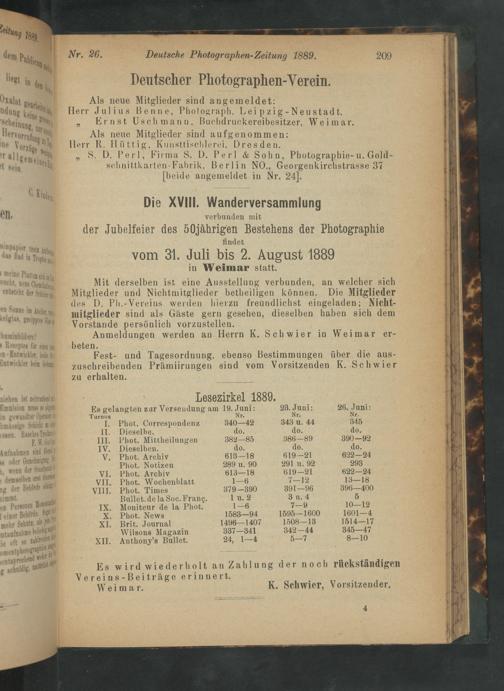 Nr. 26. Deutsche Photographen-Zeitung 1889. 209
Deutscher Photographen-Verein.
Als neue Mitglieder sind angemeldet:
Herr Julius Benne, Photograph, Leipzig-Neustadt.
„ Ernst Uschmann, Buchdruckereibesitzer, Weimar.
Als neue Mitglieder sind aufgenommen:
Herr R. Hüttig, Kunsttischlerei, Dresden.
„ S. D. Perl, Firma S. D. Perl & Sohn, Photographie- u. Gold-
schnittkarten-Fabrik, Berlin NO., Georgenkirchstrasse 37
[beide angemeldet in Nr. 24].
Die XVIII. Wanderversammlung
verbunden mit
der Jubelfeier des 50jährigen Bestehens der Photographie
findet
vom 31. Juli bis 2. August 1889
in Weimar statt.
Mit derselben ist eine Ausstellung verbunden, an welcher sich
Mitglieder und Nichtmitglieder betheiligen können. Die Mitglieder
des D. Ph.-Vereins werden hierzu freundlichst eingeladen; Nicht-
mitglieder sind als Gäste gern gesehen, dieselben haben sich dem
Vorstande persönlich vorzustellen.
Anmeldungen werden an Herrn K. Schwier in Weimar er-
beten.
Fest- und Tagesordnung, ebenso Bestimmungen über die aus-
zuschreibenden Prämiirungen sind vom Vorsitzenden K. Schwier
zu erhalten.
Lesezirkel 1889.
Es gelangten zur Versendung am 19. Juni: 23. Juni: 26. Juni:
Turnus Nr. Nr. Nr.
I. Phot. Correspondenz 340—42 343 u. 44 345
II. Dieselbe. do. do. do.
III. Phot. Mittheilungen 382—85 386—89 390—92
IV. Dieselben. do. do. do.
V. Phot. Archiv 613—18 619—21 622—24
Phot. Notizen 289 u. 90 291 u. 92 293
VI. Phot. Archiv 613—18 619—21 622—24
VII. Phot. Wochenblatt 1—6 7—12 13—18
VIII. Phot. Times 379—390 391—96 396—400
Bullet. de la Soc. Franç. 1 u. 2 3 u. 4 5
IX. Moniteur de la Phot. 1—6 7—9 10—12
X. Phot. News 1583—94 1595—1600 1601—4
XI. Brit. Journal 1496—1407 1508—13 1514—17
Wilsons Magazin 337—341 342—44 345—47
XII. Anthony's Bullet. 24, 1—4 5—7 8—10
Es wird wiederholt an Zahlung der noch rückständigen
Vereins-Beiträge erinnert.
Weimar. K. Schwier, Vorsitzender.
4